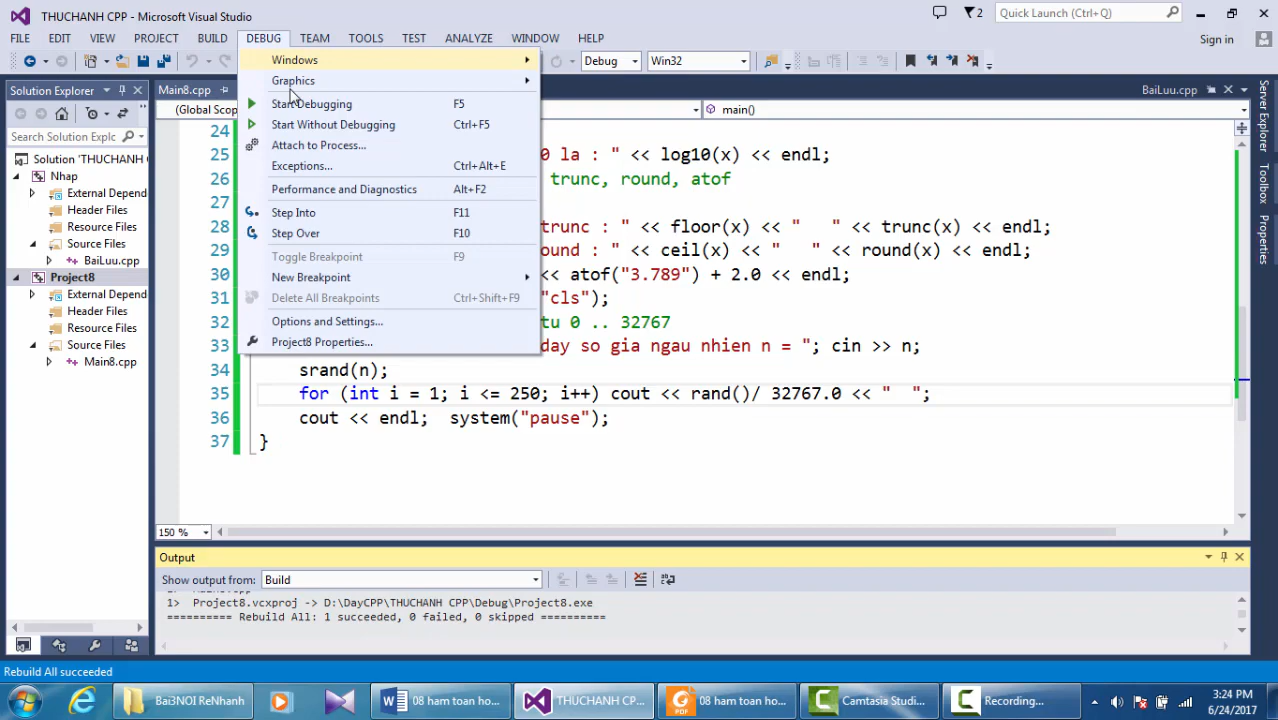 THUCHANH CPP - Microsoft Visual Studio
2
Quick Launch (Ctrl+Q)
FILE EDIT VIEW PROJECT BUILD DEBUG TEAM TOOLS TEST ANALYZE WINDOW HELP
Sign in
Debug Win32
Solution Explorer
Main8.cpp
BaiLuu.cpp
(Global Scop
main()
Search Solution Explc
Solution 'THUCHANH CPP'
Nhap
External Depend
Header Files
Resource Files
Source Files
BaiLuu.cpp
Project8
External Depend
Header Files
Resource Files
Source Files
Main8.cpp
Windows
Graphics
Start Debugging F5
Start Without Debugging Ctrl+F5
Attach to Process...
Exceptions... Ctrl+Alt+E
Performance and Diagnostics Alt+F2
Step Into F11
Step Over F10
Toggle Breakpoint F9
New Breakpoint
Delete All Breakpoints Ctrl+Shift+F9
Options and Settings...
Project8 Properties...
24
25 0 la : " << log10(x) << endl;
26 trunc, round, atof
27
28 trunc : " << floor(x) << "   " << trunc(x) << endl;
29 round : " << ceil(x) << "   " << round(x) << endl;
30 << atof("3.789") + 2.0 << endl;
31 "cls");
32 tu 0 .. 32767
33 day so gia ngau nhien n = "; cin >> n;
34 srand(n);
35 for (int i = 1; i <= 250; i++) cout << rand()/ 32767.0 << "  ";
36 cout << endl;  system("pause");
37 }
150 %
Server Explorer
Toolbox
Output
Show output from: Build
1> Project8.vcxproj -> D:\DayCPP\THUCHANH CPP\Debug\Project8.exe
========== Rebuild All: 1 succeeded, 0 failed, 0 skipped ==========
Rebuild All succeeded
Bai3NOI ReNhanh
08 ham toan ho...
THUCHANH CP...
08 ham toan ho...
Camtasia Studi...
Recording...
3:24 PM
6/24/2017